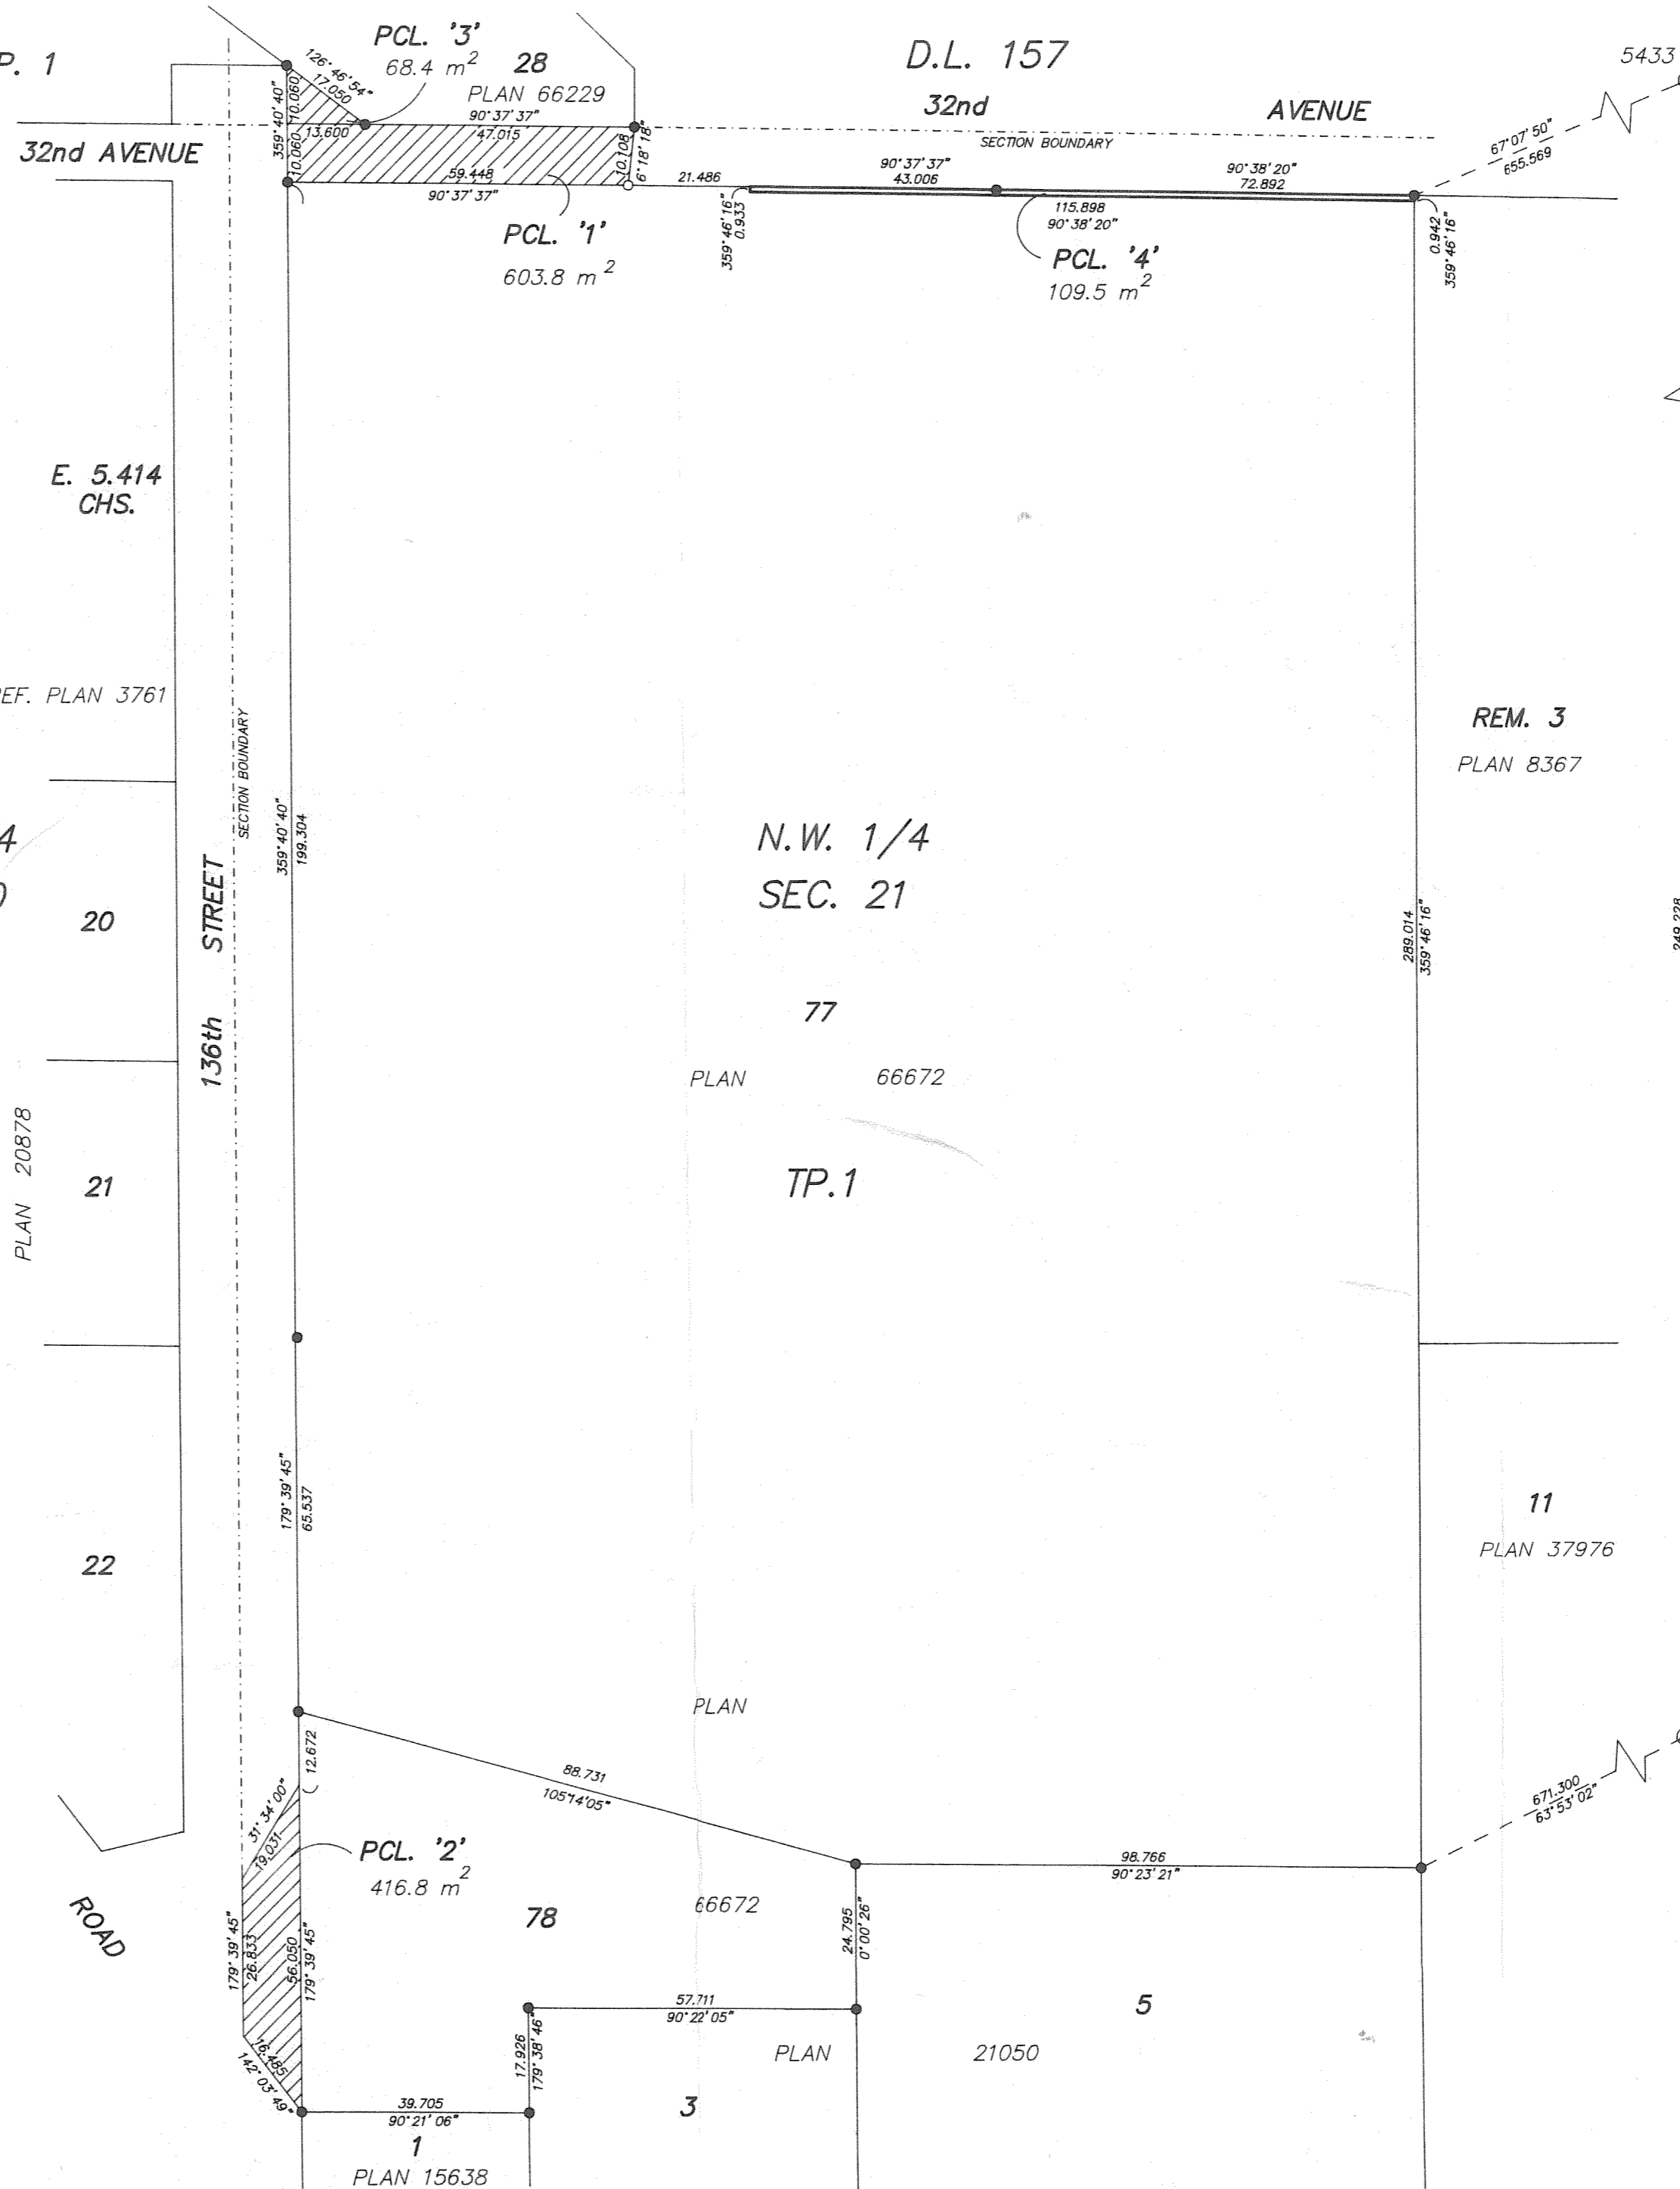 P. 1
PCL. '3'
68.4 m2
28
PLAN 66229
D.L. 157
32nd AVENUE
5433
126°46'54"
17.050
359°40'40"
10.060
10.060
13.600
90°37'37"
47.015
10.108
6°18'18"
59.448
90°37'37"
32nd AVENUE
SECTION BOUNDARY
67°07'50"
655.569
21.486
90°37'37"
43.006
90°38'20"
72.892
115.898
90°38'20"
359°46'16"
0.933
0.942
359°46'16"
PCL. '1'
603.8 m2
PCL. '4'
109.5 m2
E. 5.414
CHS.
EF. PLAN 3761
SECTION BOUNDARY
REM. 3
PLAN 8367
359°40'40"
199.304
N.W. 1/4
SEC. 21
4
20
136th STREET
289.014
359°46'16"
249.228
77
PLAN 66672
PLAN 20878
21
TP.1
179°39'45"
65.537
22
11
PLAN 37976
PLAN
12.672
88.731
105°14'05"
31°34'00"
19.031
671.300
63°53'02"
PCL. '2'
416.8 m2
98.766
90°23'21"
78
66672
ROAD
179°39'45"
26.833
56.050
179°39'45"
24.795
0°00'26"
57.711
90°22'05"
5
17.926
179°38'46"
PLAN 21050
16.485
142°03'49"
39.705
90°21'06"
3
1
PLAN 15638